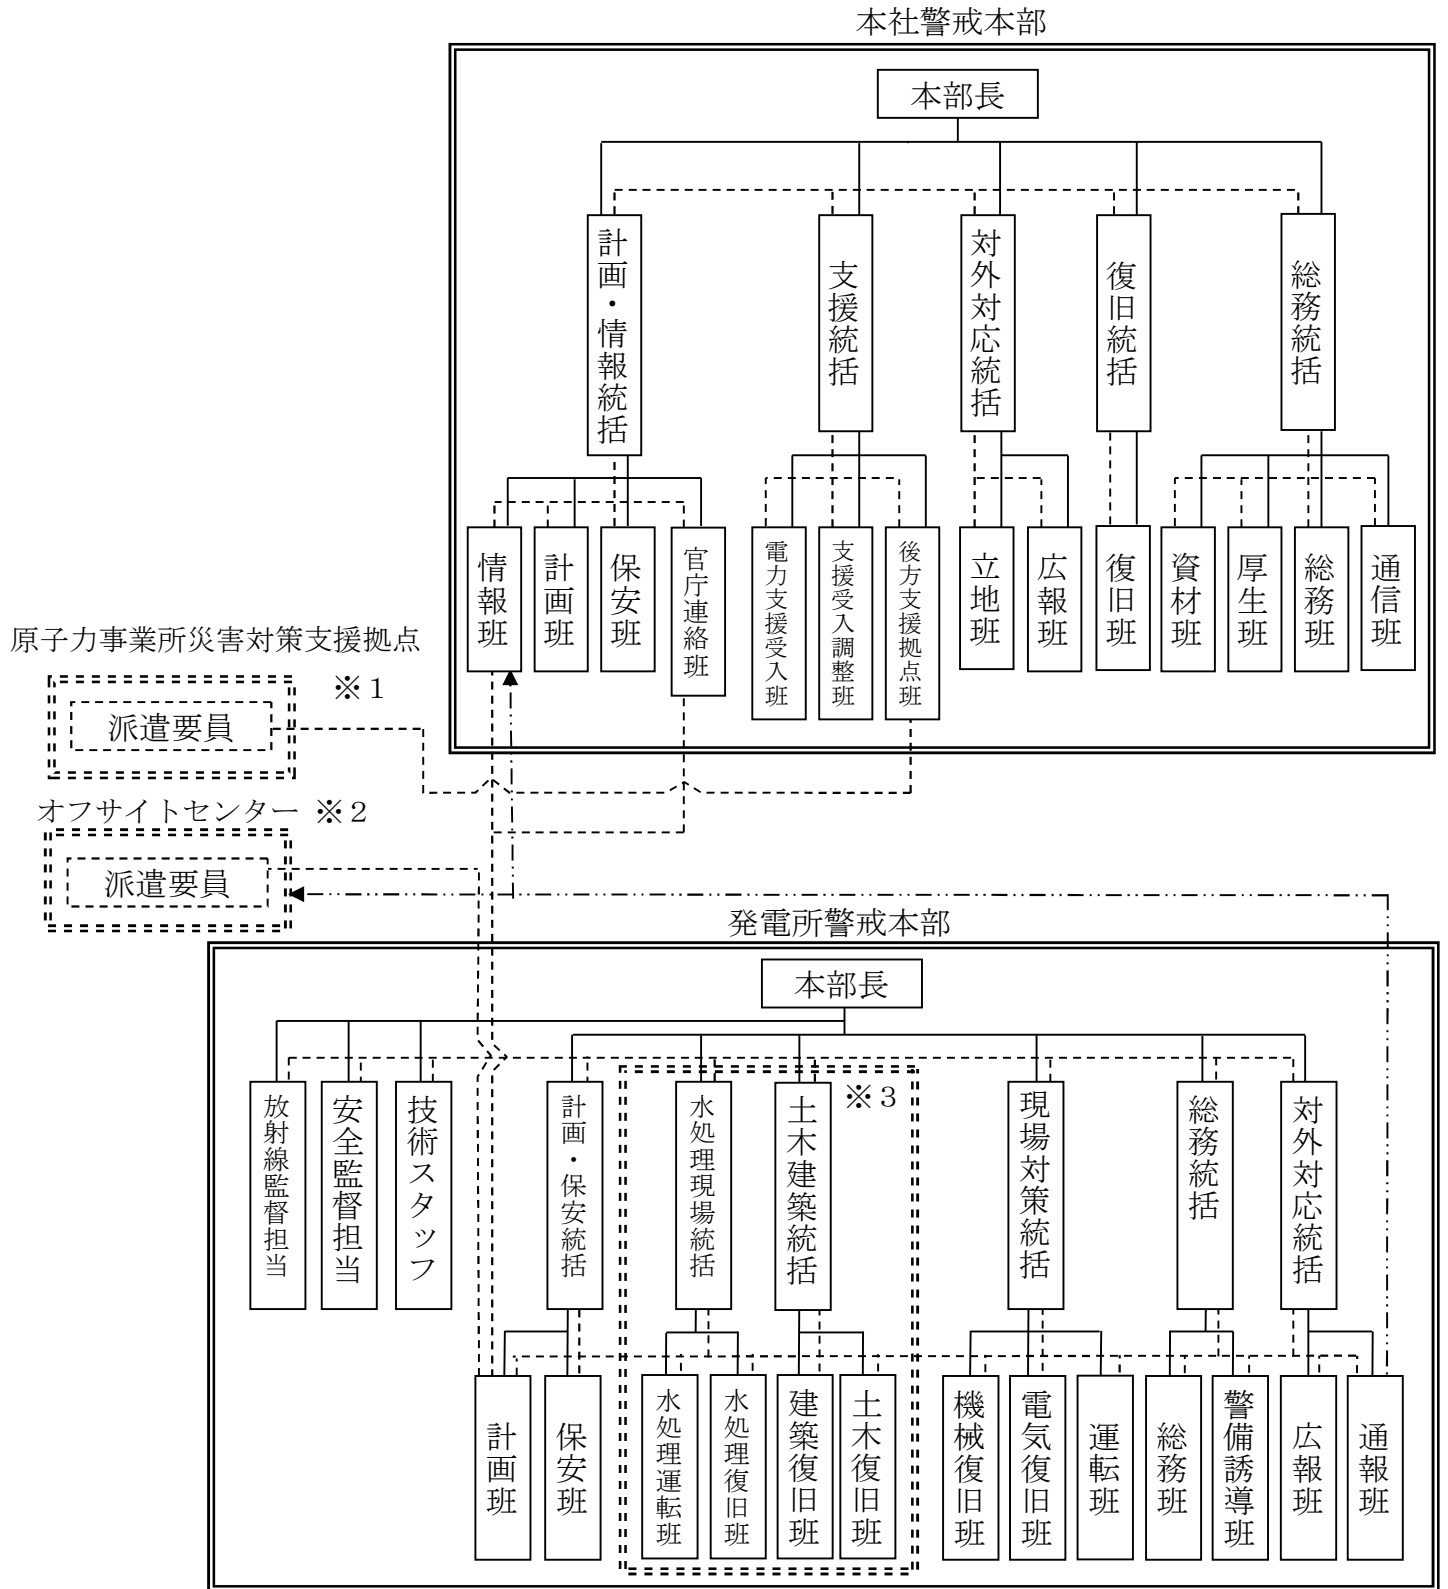 本社警戒本部
本部長
計画・情報統括
支援統括
対外対応統括
復旧統括
総務統括
情報班
計画班
保安班
官庁連絡班
電力支援受入班
支援受入調整班
後方支援拠点班
立地班
広報班
復旧班
資材班
厚生班
総務班
通信班
原子力事業所災害対策支援拠点
※1
派遣要員
オフサイトセンター ※2
派遣要員
発電所警戒本部
本部長
放射線監督担当
安全監督担当
技術スタッフ
計画・保安統括
水処理現場統括
土木建築統括
※3
現場対策統括
総務統括
対外対応統括
計画班
保安班
水処理運転班
水処理復旧班
建築復旧班
土木復旧班
機械復旧班
電気復旧班
運転班
総務班
警備誘導班
広報班
通報班